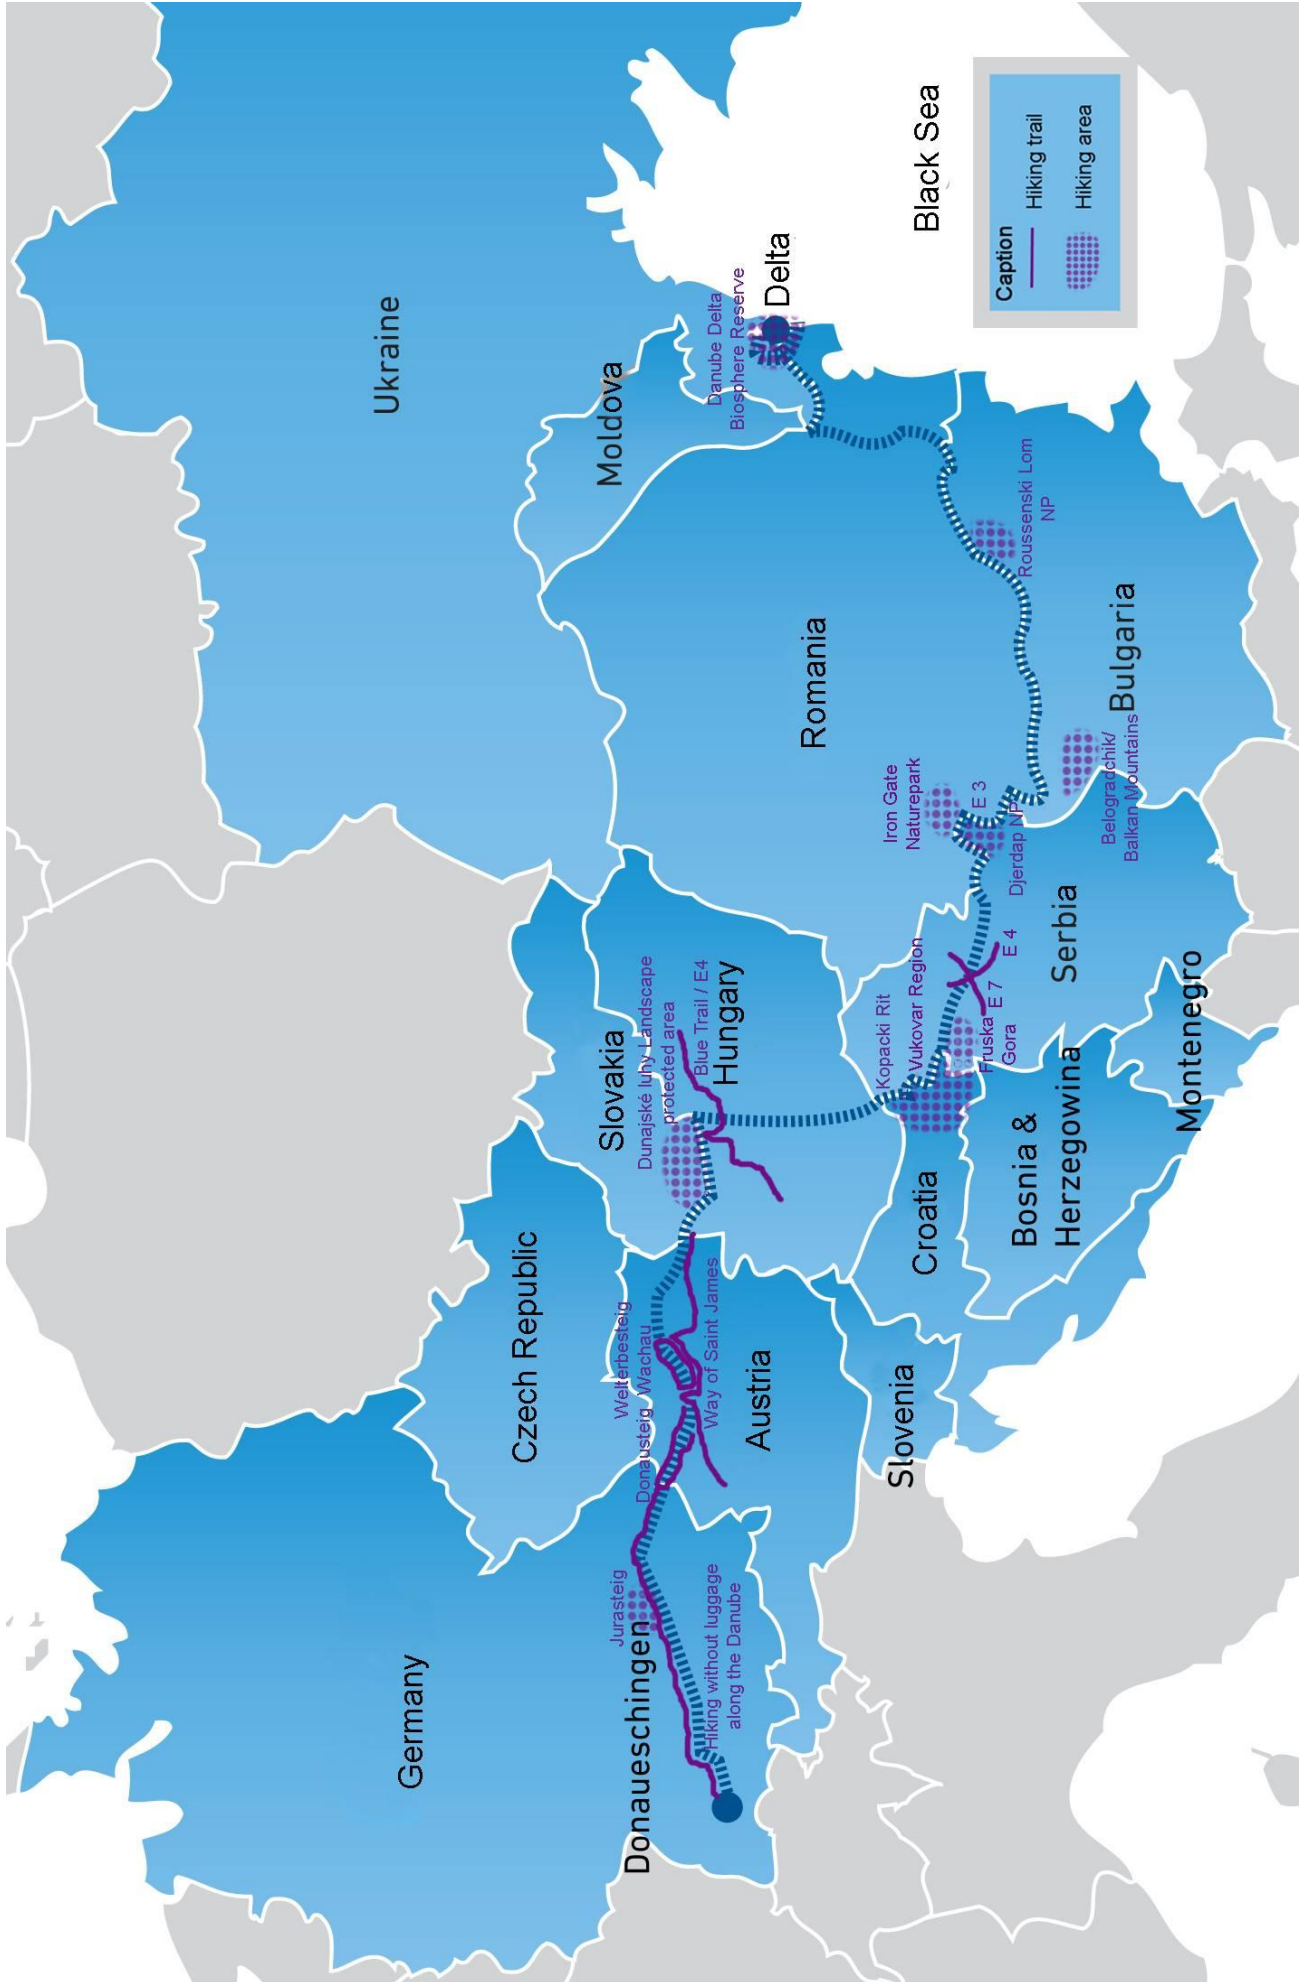 Germany
Czech Republic
Ukraine
Slovakia
Moldova
Donaueschingen
Jurasteig
Hiking without luggage
along the Danube
Welterbesteig
Donausteig Wachau
Way of Saint James
Austria
Dunajské luhy Landscape
protected area
Blue Trail / E4
Hungary
Danube Delta
Biosphere Reserve
Delta
Romania
Slovenia
Croatia
Kopacki Rit
Vukovar Region
Iron Gate
Naturepark
E 3
Djerdap NP
Fruska
Gora
E 7
E 4
Roussenski Lom
NP
Bosnia &
Herzegowina
Serbia
Belogradchik/
Balkan Mountains
Bulgaria
Montenegro
Black Sea
Caption
Hiking trail
Hiking area